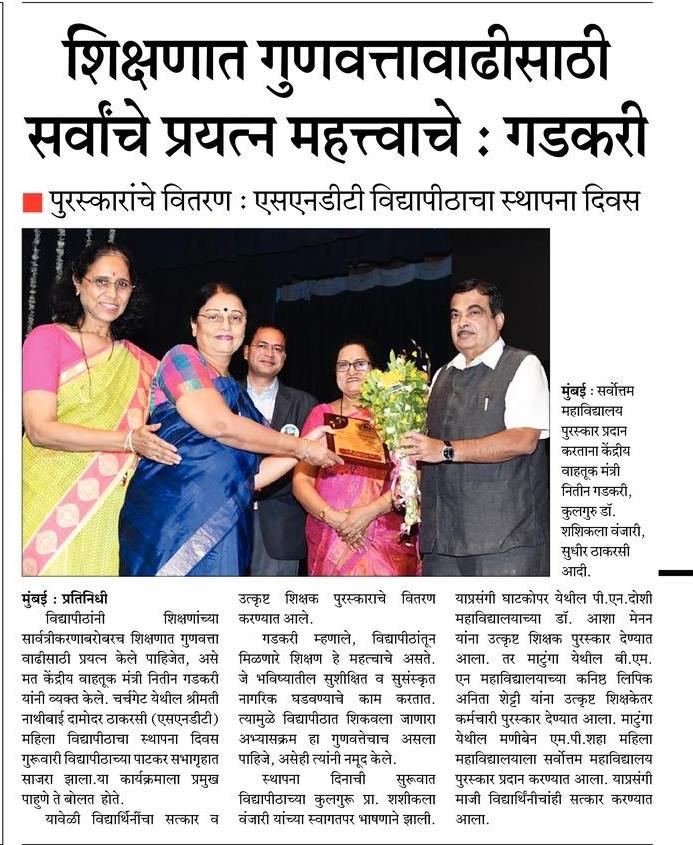 शिक्षणात गुणवत्तावाढीसाठी
सर्वांचे प्रयत्न महत्त्वाचे : गडकरी
पुरस्कारांचे वितरण : एसएनडीटी विद्यापीठाचा स्थापना दिवस
मुंबई : सर्वोत्तम
महाविद्यालय
पुरस्कार प्रदान
करताना केंद्रीय
वाहतूक मंत्री
नितीन गडकरी,
कुलगुरु डॉ.
शशिकला वंजारी,
सुधीर ठाकरसी
आदी.
मुंबई : प्रतिनिधी
विद्यापीठांनी शिक्षणांच्या
सार्वत्रीकरणाबरोबरच शिक्षणात गुणवत्ता
वाढीसाठी प्रयत्न केले पाहिजेत, असे
मत केंद्रीय वाहतूक मंत्री नितीन गडकरी
यांनी व्यक्त केले. चर्चगेट येथील श्रीमती
नाथीबाई दामोदर ठाकरसी (एसएनडीटी)
महिला विद्यापीठाचा स्थापना दिवस
गुरूवारी विद्यापीठाच्या पाटकर सभागृहात
साजरा झाला.या कार्यक्रमाला प्रमुख
पाहुणे ते बोलत होते.
यावेळी विद्यार्थिनींचा सत्कार व
उत्कृष्ट शिक्षक पुरस्काराचे वितरण
करण्यात आले.
गडकरी म्हणाले, विद्यापीठांतून
मिळणारे शिक्षण हे महत्वाचे असते.
जे भविष्यातील सुशीक्षित व सुसंस्कृत
नागरिक घडवण्याचे काम करतात.
त्यामुळे विद्यापीठात शिकवला जाणारा
अभ्यासक्रम हा गुणवत्तेचाच असला
पाहिजे, असेही त्यांनी नमूद केले.
स्थापना दिनाची सुरूवात
विद्यापीठाच्या कुलगुरू प्रा. शशीकला
वंजारी यांच्या स्वागतपर भाषणाने झाली.
याप्रसंगी घाटकोपर येथील पी.एन.दोशी
महाविद्यालयाच्या डॉ. आशा मेनन
यांना उत्कृष्ट शिक्षक पुरस्कार देण्यात
आला. तर माटुंगा येथील बी.एम.
एन महाविद्यालयाच्या कनिष्ठ लिपिक
अनिता शेट्टी यांना उत्कृष्ट शिक्षकेतर
कर्मचारी पुरस्कार देण्यात आला. माटुंगा
येथील मणीबेन एम.पी.शहा महिला
महाविद्यालयाला सर्वोत्तम महाविद्यालय
पुरस्कार प्रदान करण्यात आला. याप्रसंगी
माजी विद्यार्थिनींचाही सत्कार करण्यात
आला.